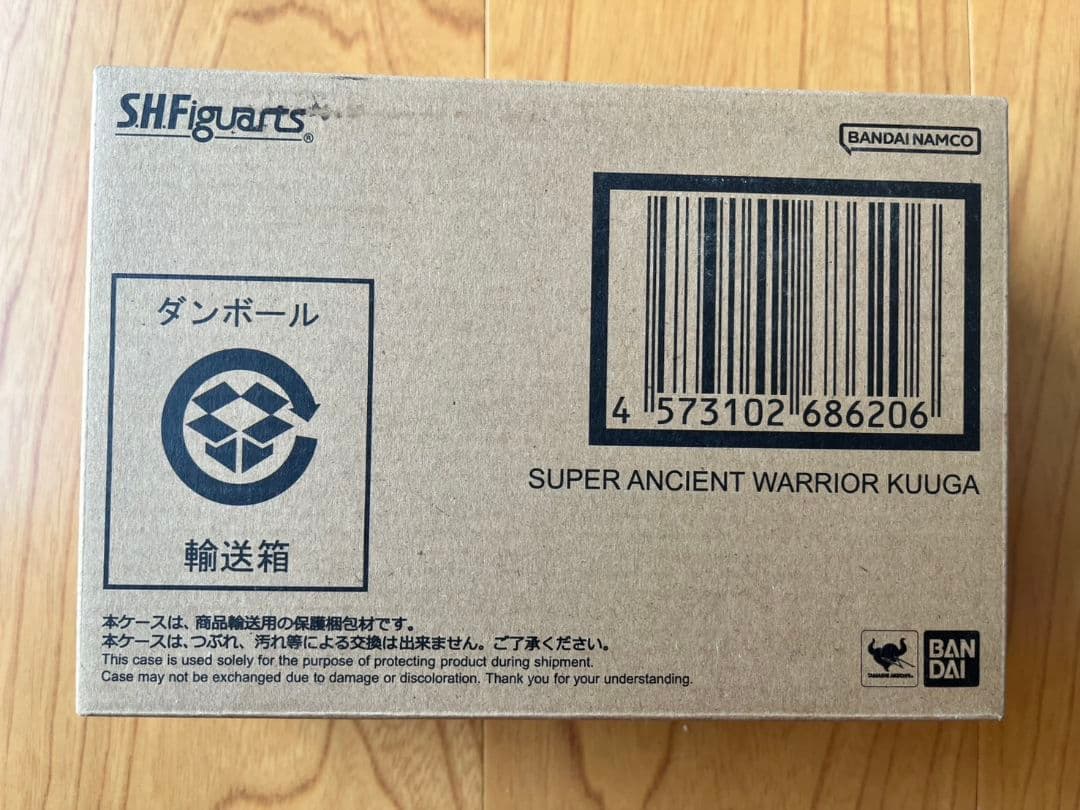 S.H.Figuarts®
BANDAI NAMCO
4 573102 686206
SUPER ANCIENT WARRIOR KUUGA
ダンボール
輸送箱
本ケースは、商品輸送用の保護梱包材です。
本ケースは、つぶれ、汚れ等による交換は出来ません。ご了承ください。
This case is used solely for the purpose of protecting product during shipment.
Case may not be exchanged due to damage or discoloration. Thank you for your understanding.
TAMASHII NATIONS
BAN
DAI